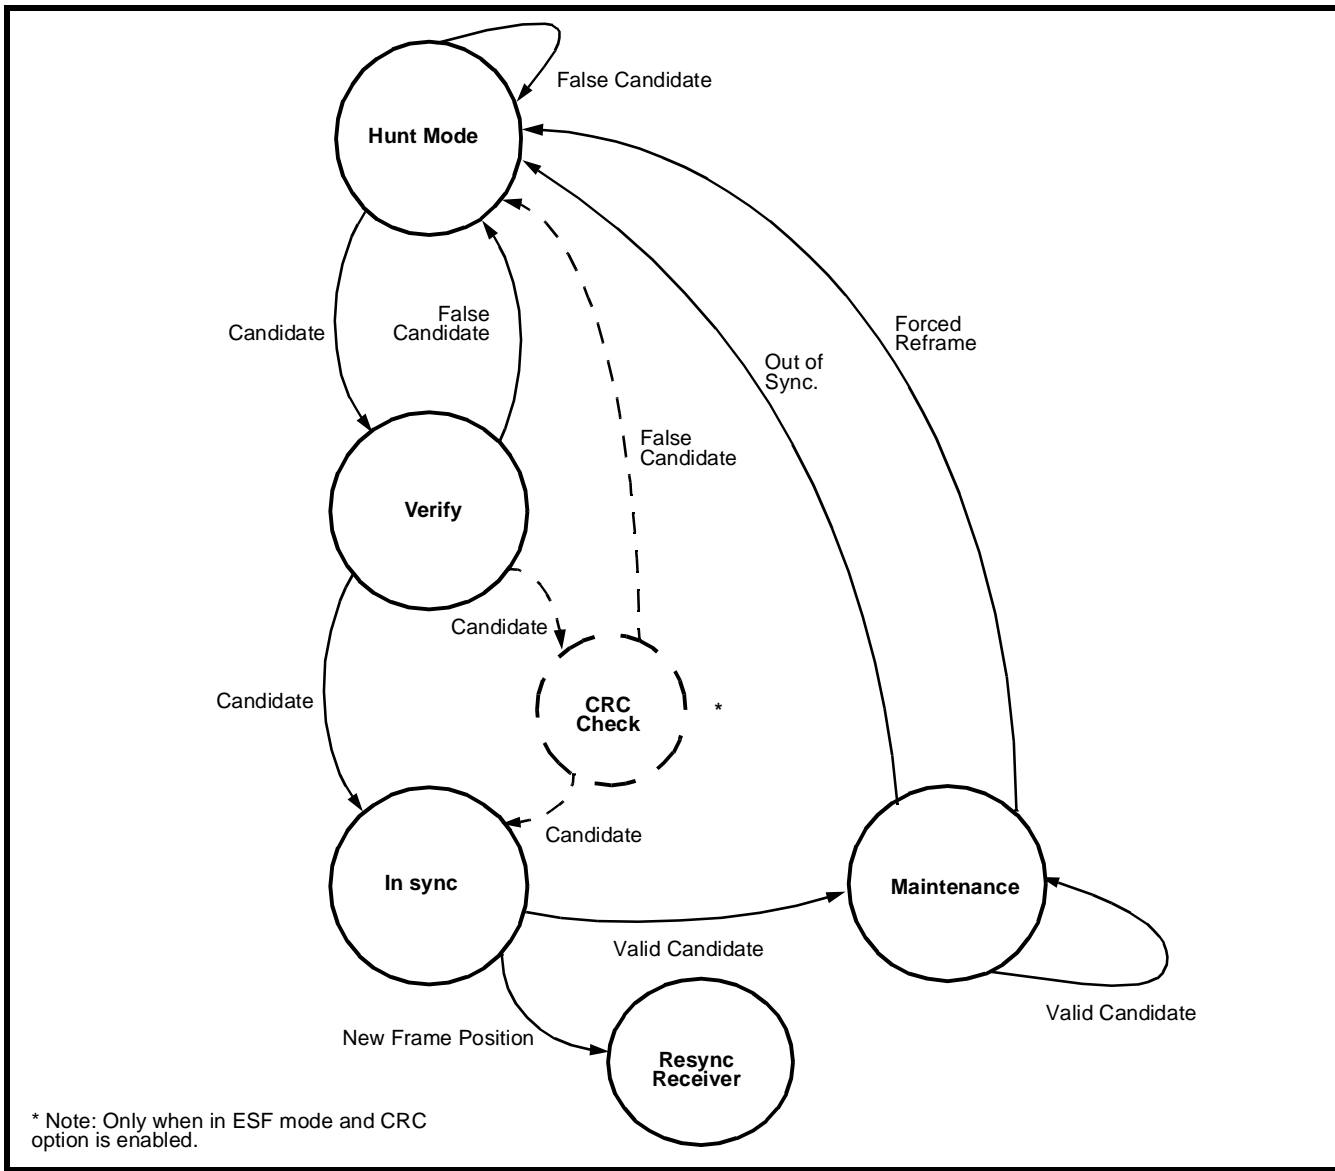 False Candidate
Hunt Mode
False
Candidate
Candidate
Forced
Reframe
Out of
Sync.
False
Candidate
Verify
Candidate
Candidate
CRC
Check
*
Candidate
In sync
Maintenance
Valid Candidate
Valid Candidate
New Frame Position
Resync
Receiver
* Note: Only when in ESF mode and CRC
option is enabled.